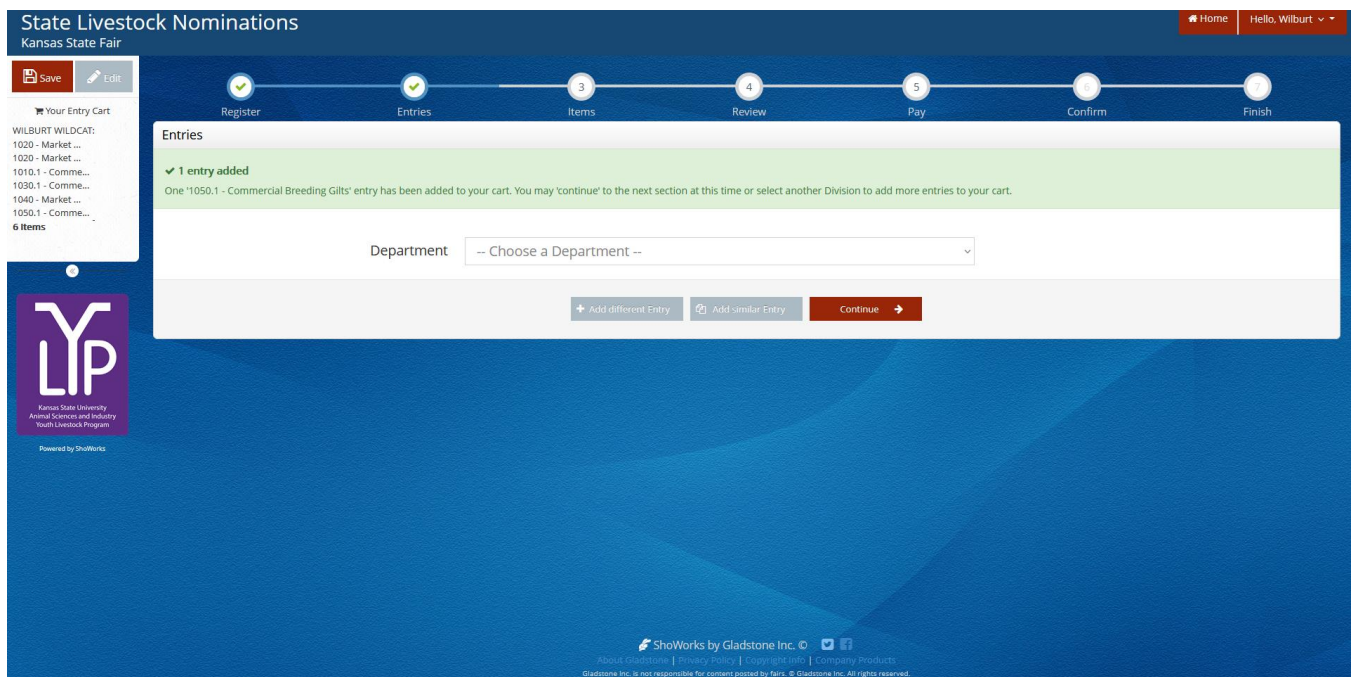 State Livestock Nominations
Kansas State Fair
Home
Hello, Wilburt
Save
Edit
Your Entry Cart
WILBURT WILDCAT:
1020 - Market ...
1020 - Market ...
1010.1 - Comme...
1030.1 - Comme...
1040 - Market ...
1050.1 - Comme...
6 Items
Register
Entries
3
Items
4
Review
5
Pay
6
Confirm
7
Finish
Entries
1 entry added
One '1050.1 - Commercial Breeding Gilts' entry has been added to your cart. You may 'continue' to the next section at this time or select another Division to add more entries to your cart.
Department
-- Choose a Department --
+ Add different Entry
Add similar Entry
Continue
YLP
Kansas State University
Animal Sciences and Industry
Youth Livestock Program
Powered by ShoWorks
ShoWorks by Gladstone Inc. ©
About Gladstone | Privacy Policy | Copyright Info | Company Products
Gladstone Inc. is not responsible for content posted by fairs. © Gladstone Inc. All rights reserved.